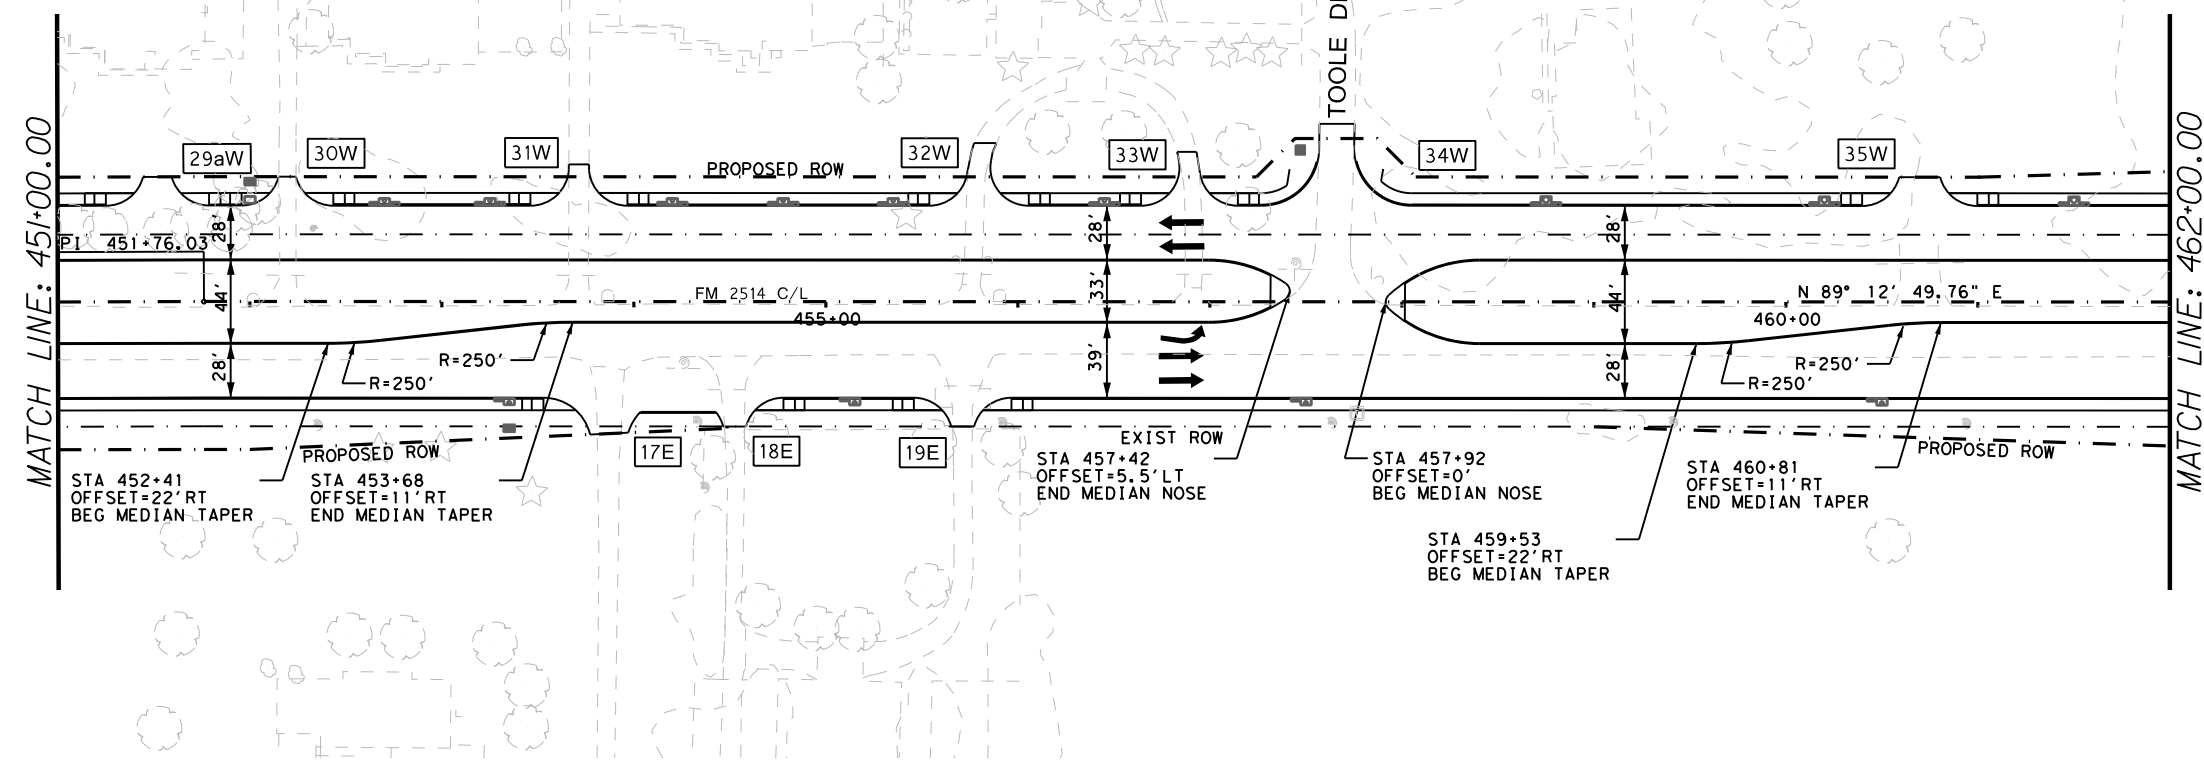 MATCH LINE: 451+00.00
29aW
30W
31W
32W
33W
34W
35W
TOOLE D
PROPOSED ROW
28'
28'
28'
PI 451+76.03
44'
33'
44'
FM 2514 C/L
455+00
N 89° 12' 49.76" E
460+00
R=250'
R=250'
R=250'
R=250'
28'
39'
28'
17E
18E
19E
PROPOSED ROW
EXIST ROW
PROPOSED ROW
STA 452+41
OFFSET=22'RT
BEG MEDIAN TAPER
STA 453+68
OFFSET=11'RT
END MEDIAN TAPER
STA 457+42
OFFSET=5.5'LT
END MEDIAN NOSE
STA 457+92
OFFSET=0'
BEG MEDIAN NOSE
STA 459+53
OFFSET=22'RT
BEG MEDIAN TAPER
STA 460+81
OFFSET=11'RT
END MEDIAN TAPER
MATCH LINE: 462+00.00